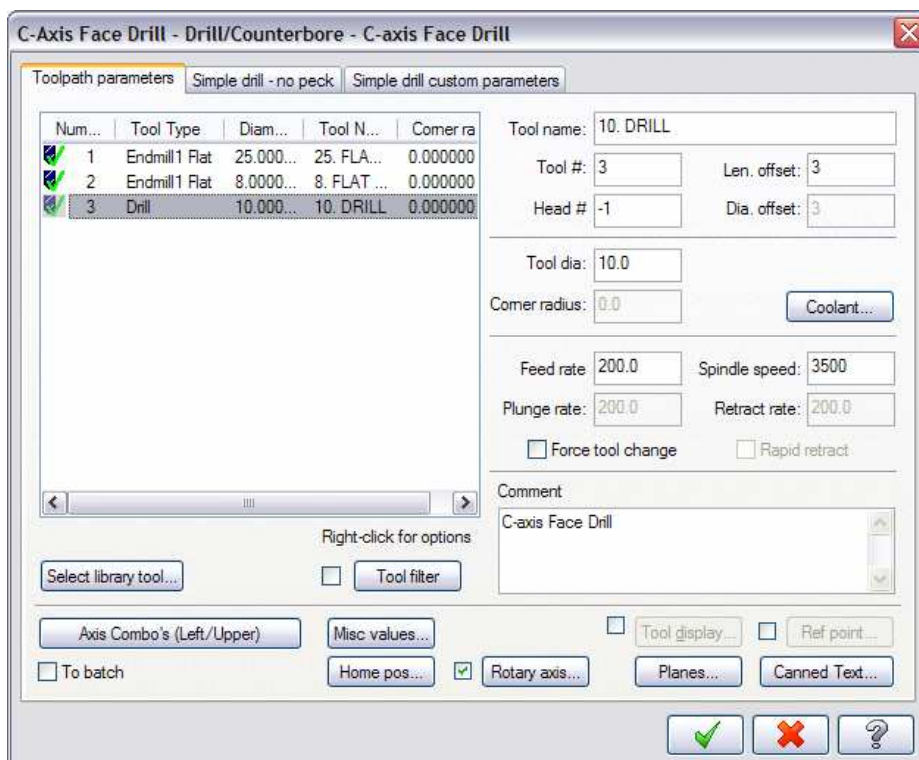 C-Axis Face Drill - Drill/Counterbore - C-axis Face Drill
Toolpath parameters Simple drill - no peck Simple drill custom parameters
Num... Tool Type Diam... Tool N... Corner ra
1 Endmill1 Flat 25.000... 25. FLA... 0.000000
2 Endmill1 Flat 8.0000... 8. FLAT ... 0.000000
3 Drill 10.000... 10. DRILL 0.000000
Right-click for options
Select library tool... Tool filter
Tool name: 10. DRILL
Tool #: 3 Len. offset: 3
Head # -1 Dia. offset: 3
Tool dia: 10.0
Corner radius: 0.0 Coolant...
Feed rate 200.0 Spindle speed: 3500
Plunge rate: 200.0 Retract rate: 200.0
Force tool change Rapid retract
Comment
C-axis Face Drill
Axis Combo's (Left/Upper) Misc values... Tool display... Ref point...
To batch Home pos... Rotary axis... Planes... Canned Text...